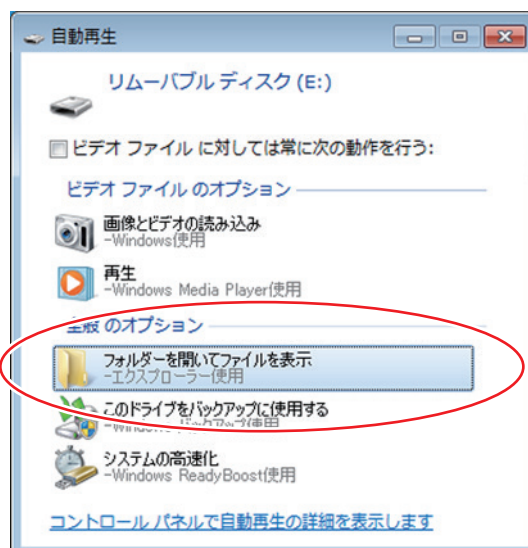 自動再生
リムーバブル ディスク (E:)
ビデオ ファイル に対しては常に次の動作を行う:
ビデオ ファイル のオプション
画像とビデオの読み込み
-Windows使用
再生
-Windows Media Player使用
全般 のオプション
フォルダーを開いてファイルを表示
-エクスプローラー使用
このドライブをバックアップに使用する
-Windows バックアップ使用
システムの高速化
-Windows ReadyBoost使用
コントロール パネルで自動再生の詳細を表示します